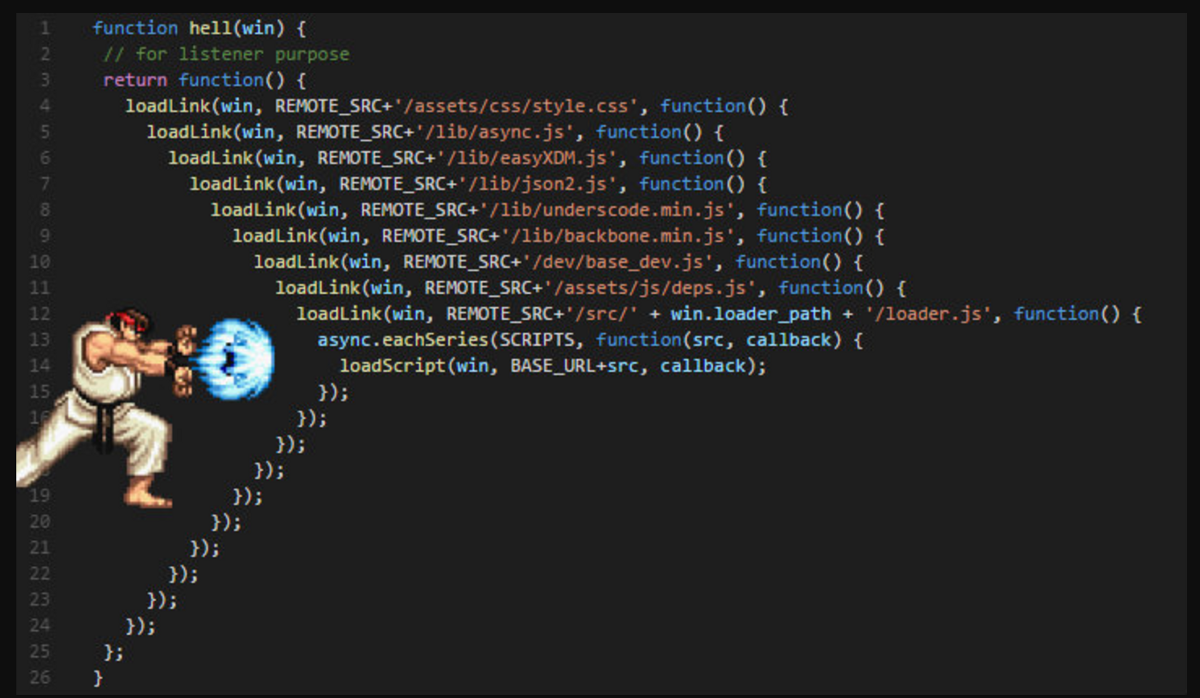 1 function hell(win) {
2 // for listener purpose
3 return function() {
4 loadLink(win, REMOTE_SRC+'/assets/css/style.css', function() {
5 loadLink(win, REMOTE_SRC+'/lib/async.js', function() {
6 loadLink(win, REMOTE_SRC+'/lib/easyXDM.js', function() {
7 loadLink(win, REMOTE_SRC+'/lib/json2.js', function() {
8 loadLink(win, REMOTE_SRC+'/lib/underscode.min.js', function() {
9 loadLink(win, REMOTE_SRC+'/lib/backbone.min.js', function() {
10 loadLink(win, REMOTE_SRC+'/dev/base_dev.js', function() {
11 loadLink(win, REMOTE_SRC+'/assets/js/deps.js', function() {
12 loadLink(win, REMOTE_SRC+'/src/' + win.loader_path + '/loader.js', function() {
13 async.eachSeries(SCRIPTS, function(src, callback) {
14 loadScript(win, BASE_URL+src, callback);
15 });
16 });
});
});
19 });
20 });
21 });
22 });
23 });
24 });
25 };
26 }